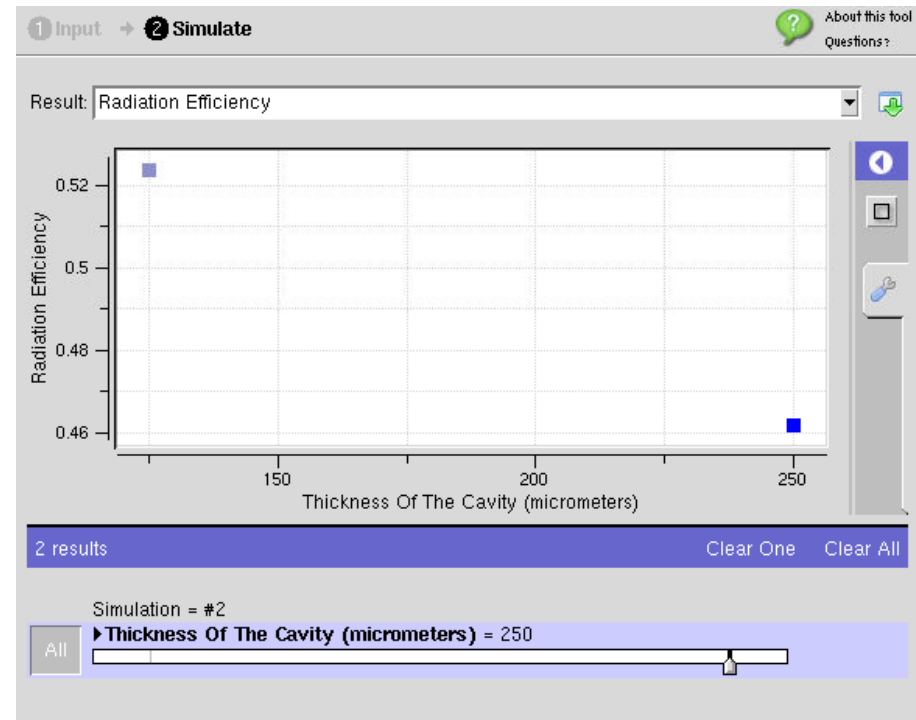 1 Input → 2 Simulate
About this tool
Questions?
Result: Radiation Efficiency
Radiation Efficiency
0.52
0.5
0.48
0.46
150 200 250
Thickness Of The Cavity (micrometers)
2 results Clear One Clear All
Simulation = #2
All
Thickness Of The Cavity (micrometers) = 250